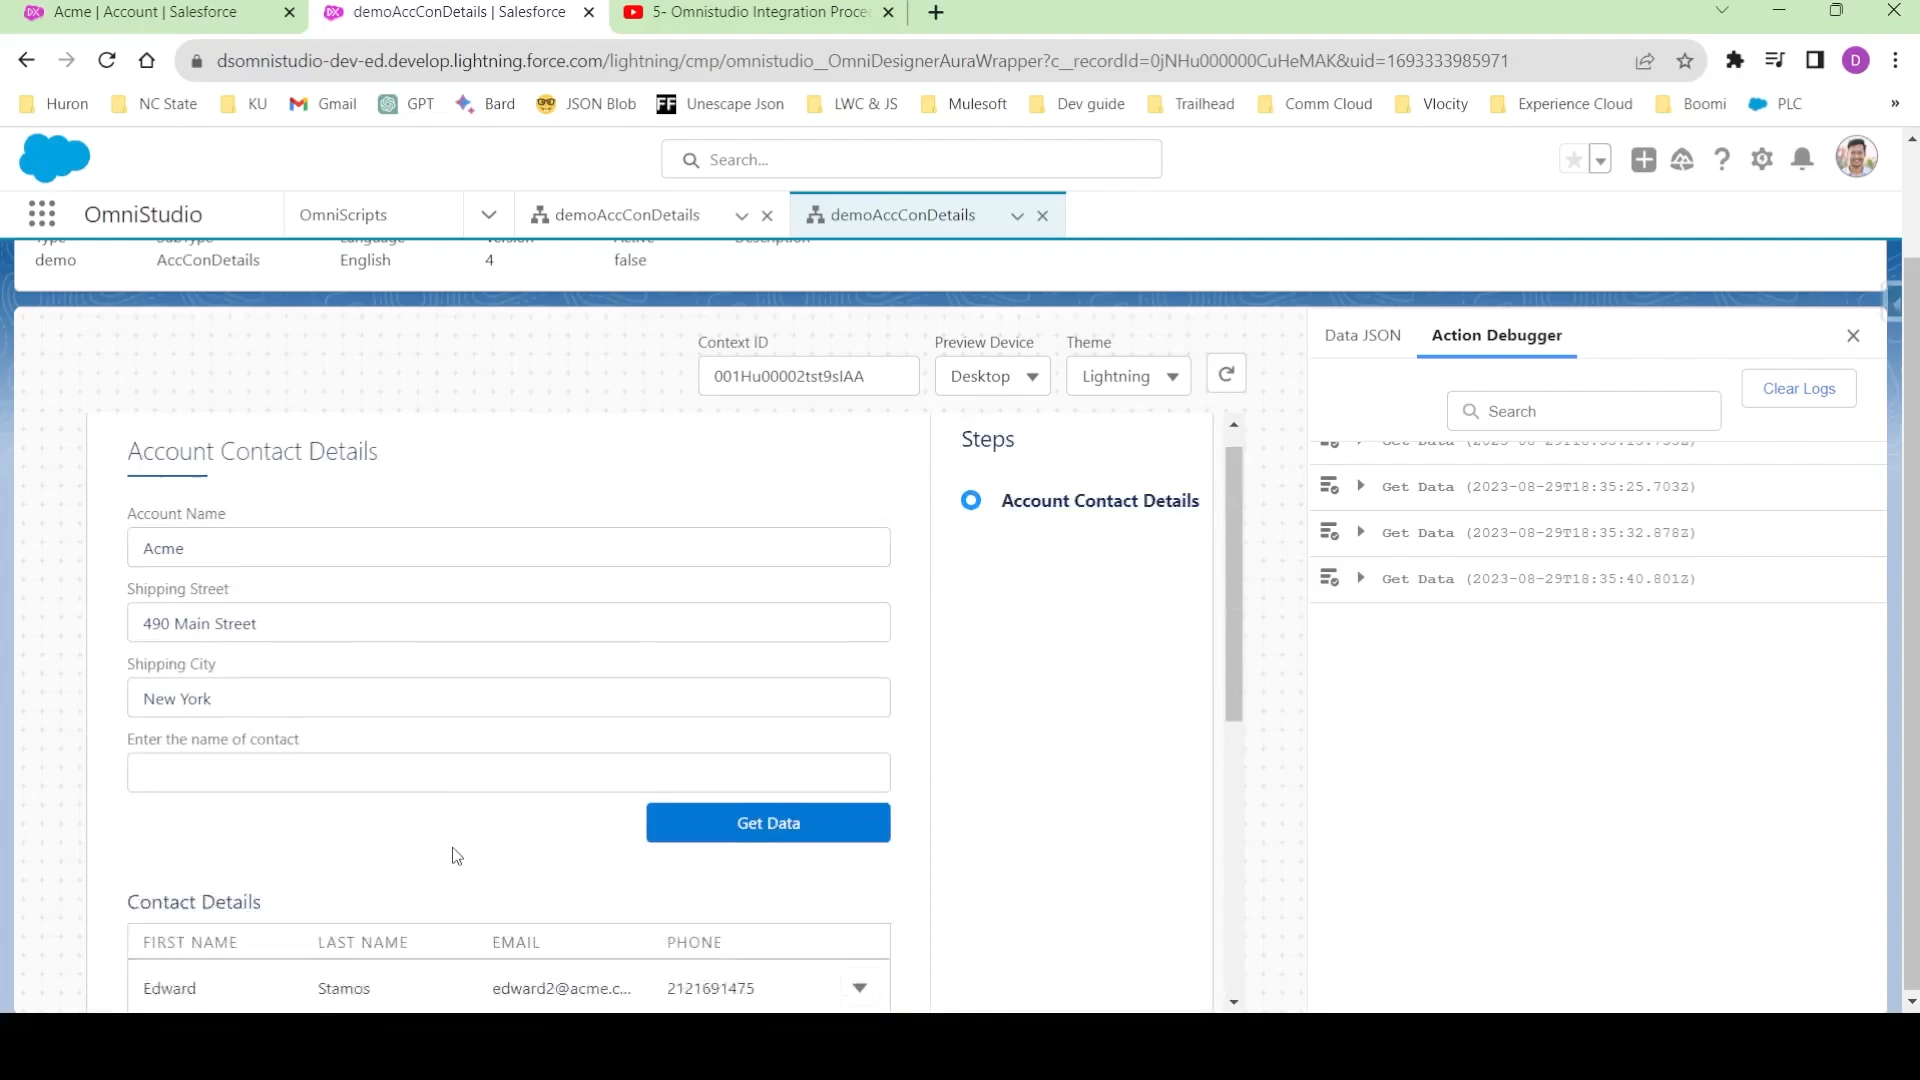 Acme | Account | Salesforce
demoAccConDetails | Salesforce
5- Omnistudio Integration Proce
dsomnistudio-dev-ed.develop.lightning.force.com/lightning/cmp/omnistudio__OmniDesignerAuraWrapper?c__recordId=0jNHu000000CuHeMAK&uid=1693333985971
D
Huron
NC State
KU
Gmail
GPT
Bard
JSON Blob
FF
Unescape Json
LWC & JS
Mulesoft
Dev guide
Trailhead
Comm Cloud
Vlocity
Experience Cloud
Boomi
PLC
»
Search...
OmniStudio
OmniScripts
demoAccConDetails
demoAccConDetails
Type
SubType
Language
Version
Active
Description
demo
AccConDetails
English
4
false
Context ID
Preview Device
Theme
001Hu00002tst9sIAA
Desktop
Lightning
Data JSON
Action Debugger
Clear Logs
Search
Get Data (2023-08-29T18:35:25.703Z)
Get Data (2023-08-29T18:35:32.878Z)
Get Data (2023-08-29T18:35:40.801Z)
Account Contact Details
Steps
Account Contact Details
Account Name
Acme
Shipping Street
490 Main Street
Shipping City
New York
Enter the name of contact
Get Data
Contact Details
FIRST NAME
LAST NAME
EMAIL
PHONE
Edward
Stamos
edward2@acme.c...
2121691475